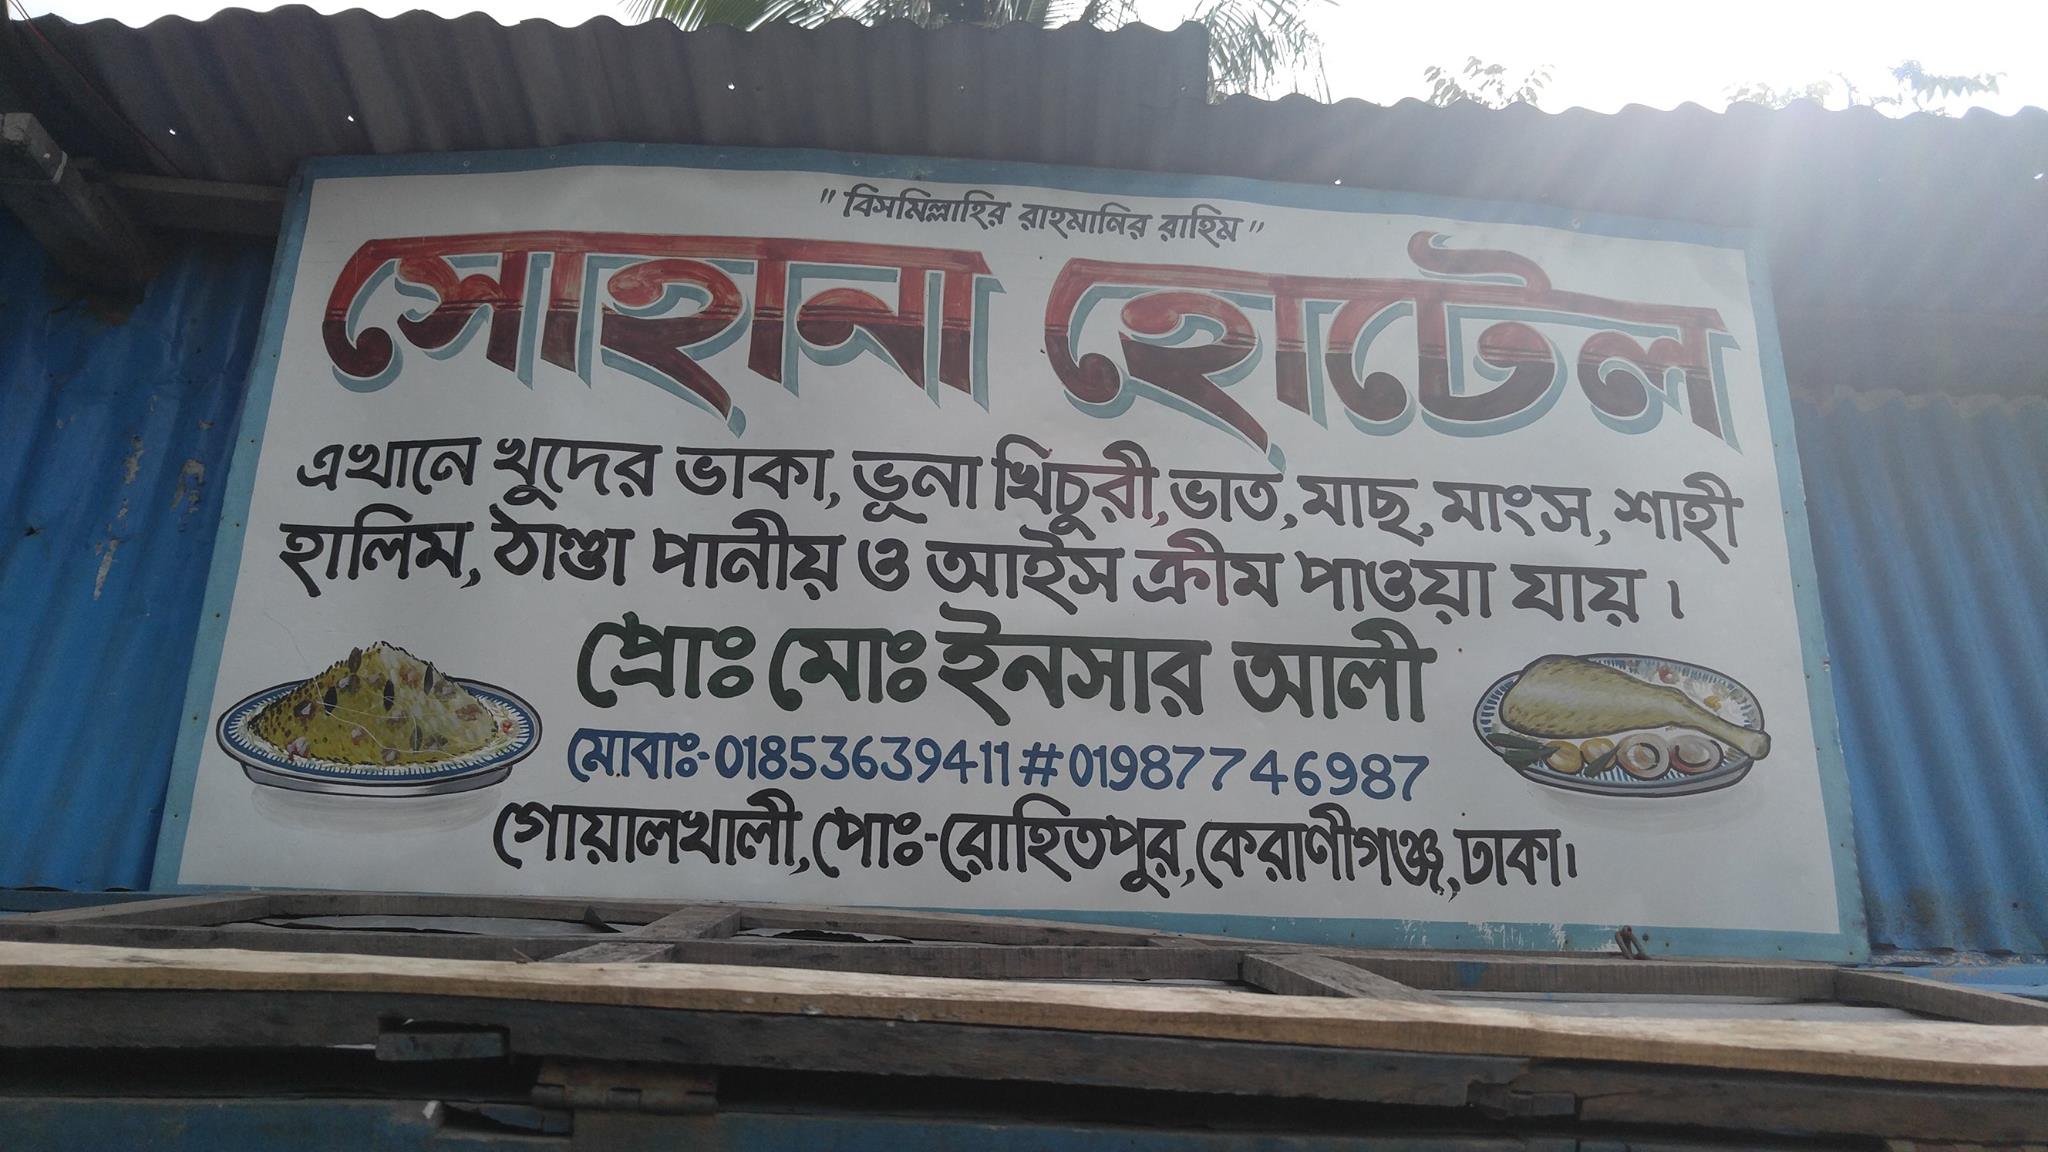 "বিসমিল্লাহির রাহমানির রাহিম"
সোহানা হোটেল
এখানে খুদের ভাকা, ভূনা খিচুরী, ভাত, মাছ, মাংস, শাহী
হালিম, ঠাণ্ডা পানীয় ও আইস ক্রীম পাওয়া যায়।
প্রোঃ মোঃ ইনসার আলী
মোবাঃ-01853639411#01987746987
গোয়ালখালী, পোঃ-রোহিতপুর, কেরাণীগঞ্জ, ঢাকা।